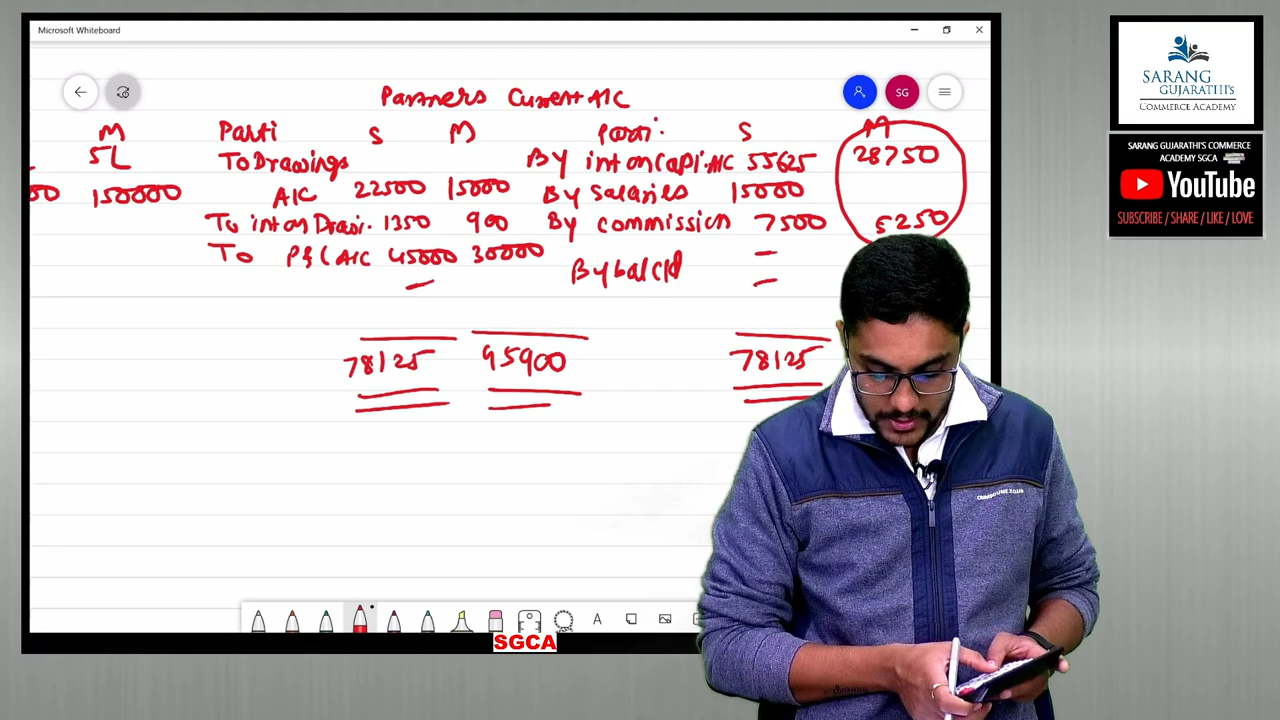 Microsoft Whiteboard
Partners Current A/C
M Parti S M Parti. S M
5L To Drawings By int on Capi. A/C 55625 28750
00 150000 A/C 22500 15000 By Salaries 15000
To int on Drawi. 1350 900 By commission 7500 5250
To P&L A/C 45000 30000 — By bal c/d —
78125 95900 78125
SG
A
SGCA
SARANG
GUJARATHI'S
COMMERCE ACADEMY
SARANG GUJARATHI'S COMMERCE
ACADEMY SGCA
YouTube
SUBSCRIBE / SHARE / LIKE / LOVE